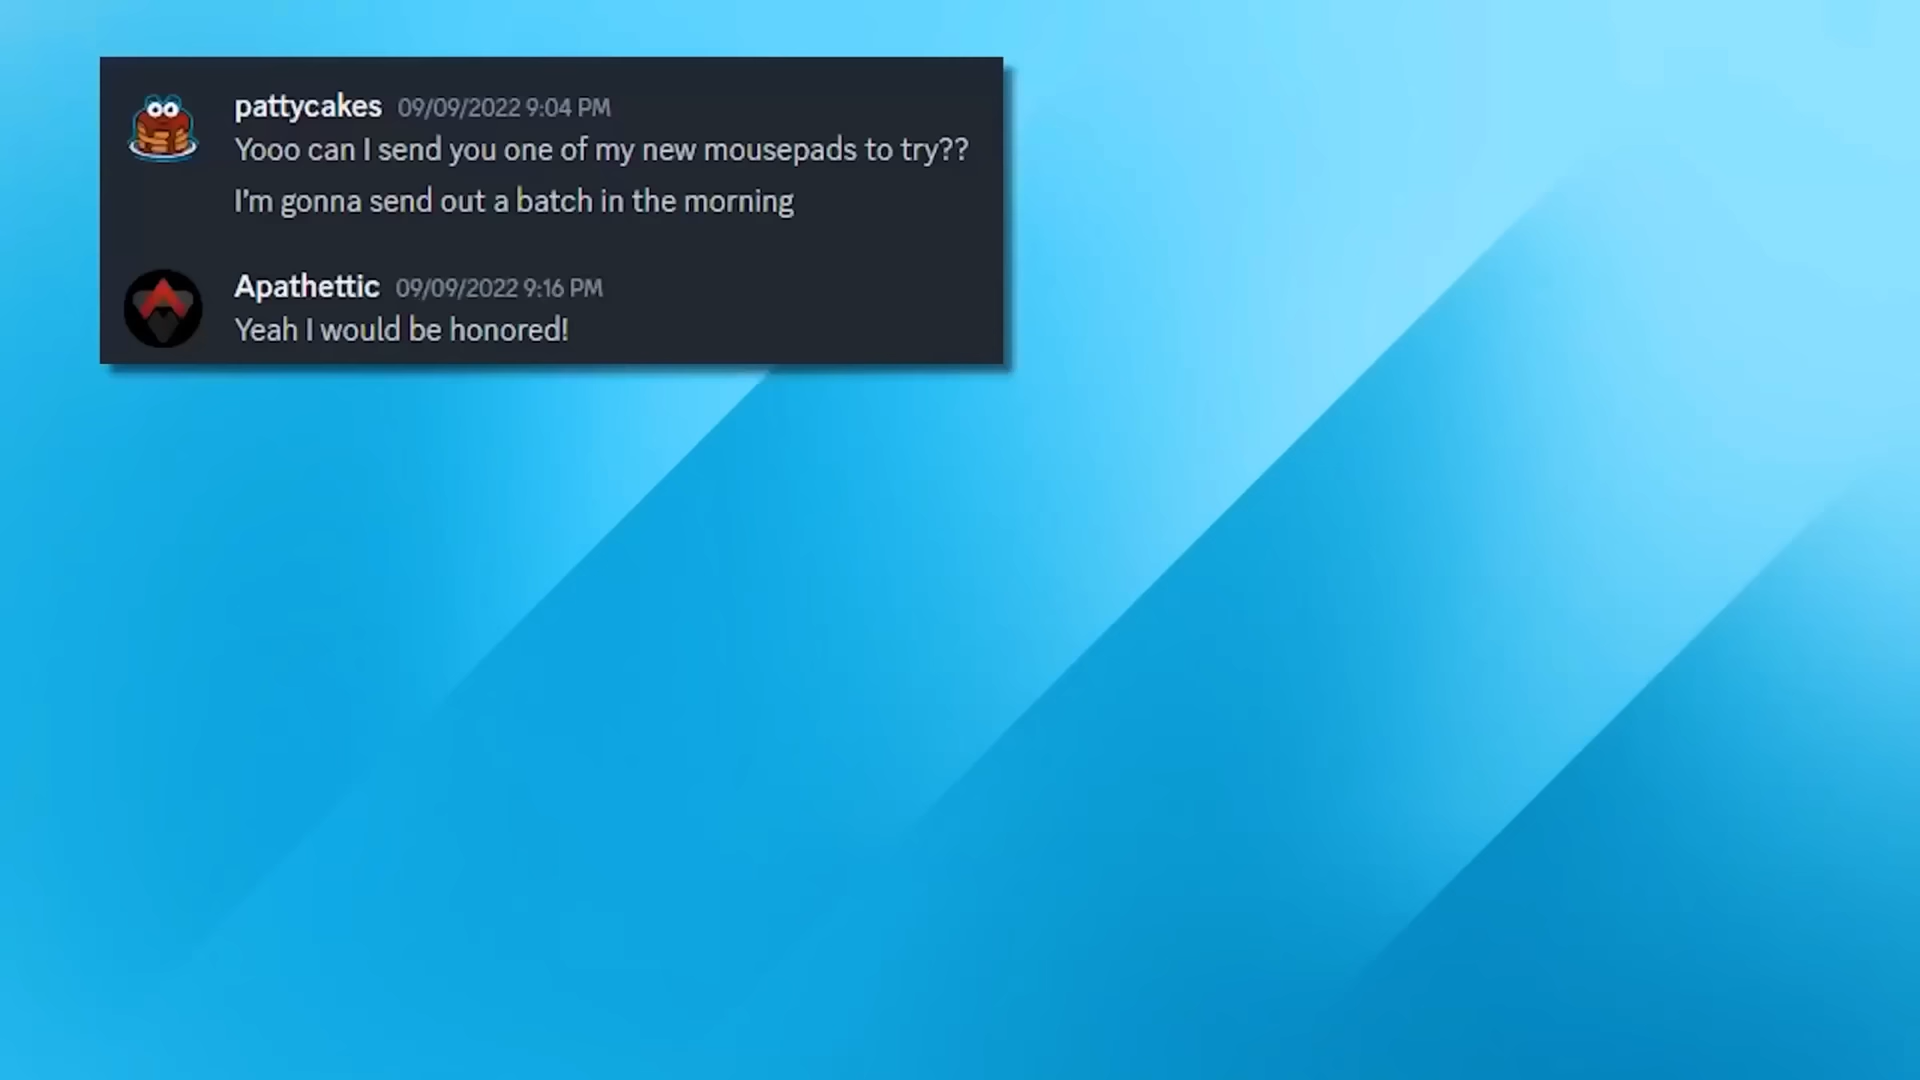 pattycakes 09/09/2022 9:04 PM
Yooo can I send you one of my new mousepads to try??
I'm gonna send out a batch in the morning
Apathettic 09/09/2022 9:16 PM
Yeah I would be honored!